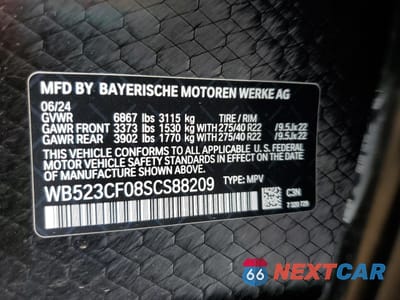 MFD BY BAYERISCHE MOTOREN WERKE AG
06/24
GVWR 6867 lbs 3115 kg TIRE / RIM
GAWR FRONT 3373 lbs 1530 kg WITH 275/40 R22 / 9.5Jx22
GAWR REAR 3902 lbs 1770 kg WITH 275/40 R22 / 9.5Jx22
THIS VEHICLE CONFORMS TO ALL APPLICABLE
U.S. FEDERAL MOTOR VEHICLE SAFETY STANDARDS
IN EFFECT ON THE DATE OF MANUFACTURE
SHOWN ABOVE.
WB523CF08SCS88209 TYPE: MPV
C3N
66 NEXTCAR